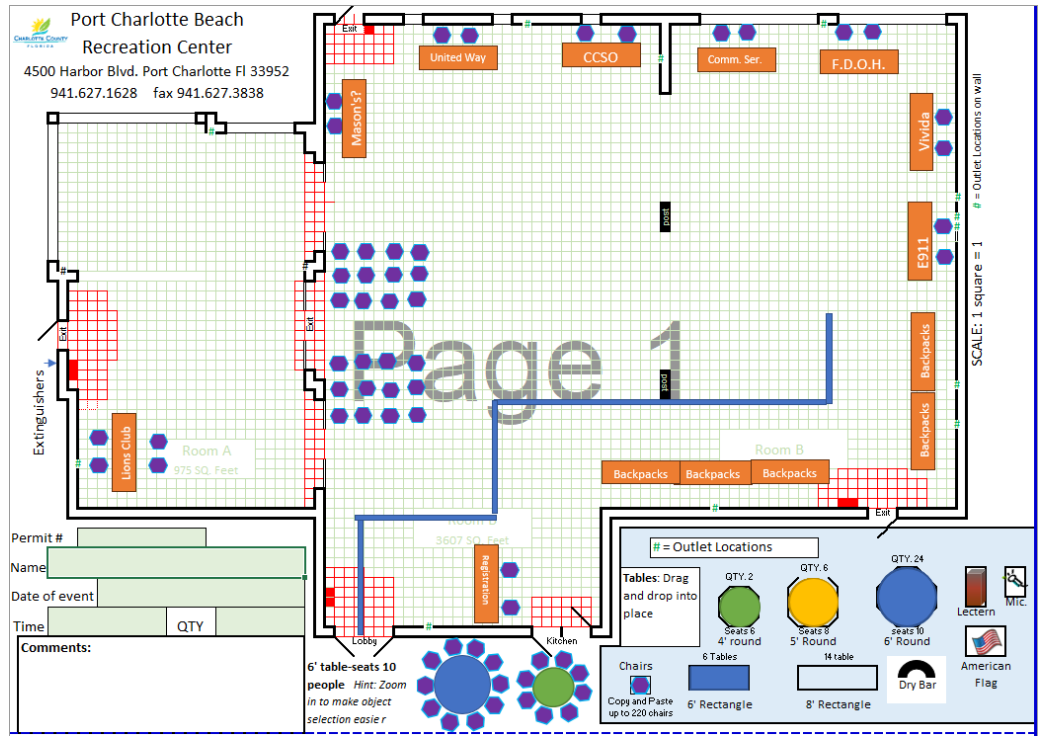 CHARLOTTE COUNTY
FLORIDA
Port Charlotte Beach
Recreation Center
4500 Harbor Blvd. Port Charlotte Fl 33952
941.627.1628 fax 941.627.3838
Exit
United Way
CCSO
Comm. Ser.
F.D.O.H.
#
#
#
#
Mason's?
Vivida
# = Outlet Locations on wall
#
post
#
#
E911
#
#
#
Exit
Exit
SCALE: 1 square = 1
Page 1
Backpacks
post
#
Extinguishers
Backpacks
#
Lions Club
Room A
975 SQ. Feet
#
Room B
Backpacks
Backpacks
Backpacks
#
Exit
Room B
3607 SQ. Feet
Registration
#
Lobby
Kitchen
Permit #
Name
Date of event
Time
QTY
Comments:
6' table-seats 10
people Hint: Zoom
in to make object
selection easie r
# = Outlet Locations
Tables: Drag
and drop into
place
QTY. 2
Seats 6
4' round
QTY. 6
Seats 8
5' Round
QTY. 24
seats 10
6' Round
Lectern
Mic.
Chairs
Copy and Paste
up to 220 chairs
6 Tables
6' Rectangle
14 table
8' Rectangle
Dry Bar
American
Flag